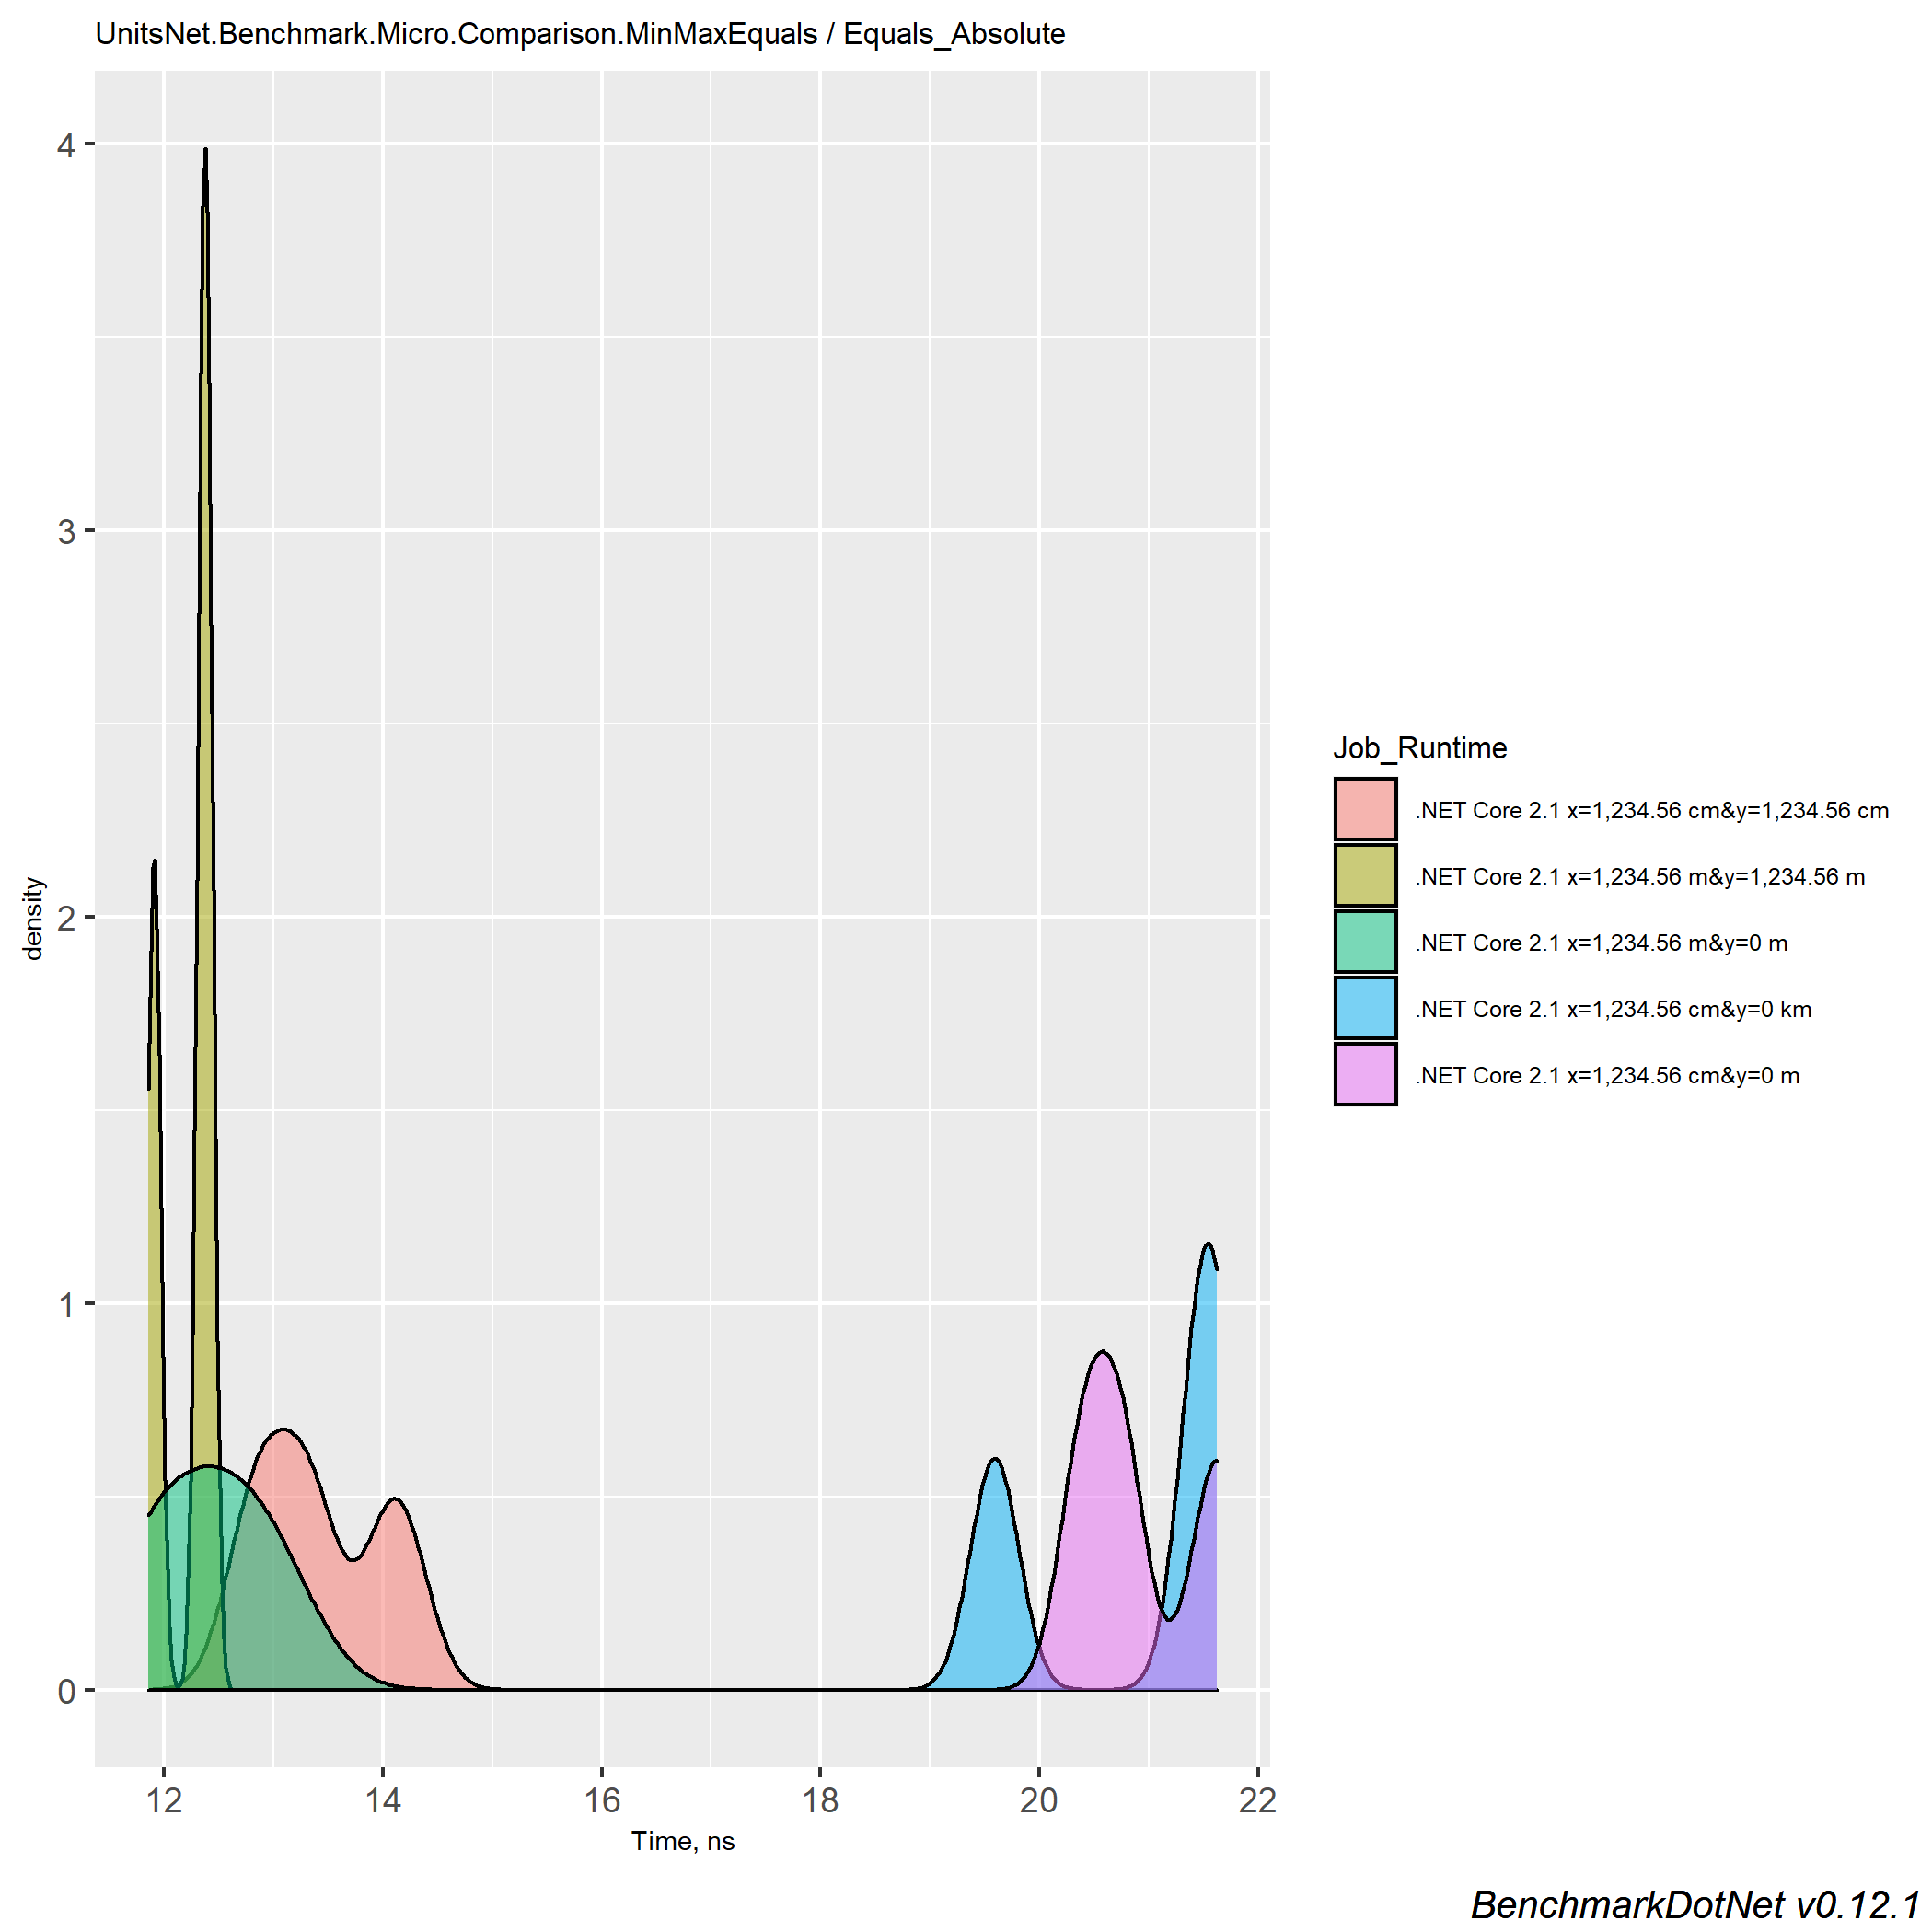 UnitsNet.Benchmark.Micro.Comparison.MinMaxEquals / Equals_Absolute
4
3
2
1
0
density
12 14 16 18 20 22
Time, ns
Job_Runtime
.NET Core 2.1 x=1,234.56 cm&y=1,234.56 cm
.NET Core 2.1 x=1,234.56 m&y=1,234.56 m
.NET Core 2.1 x=1,234.56 m&y=0 m
.NET Core 2.1 x=1,234.56 cm&y=0 km
.NET Core 2.1 x=1,234.56 cm&y=0 m
BenchmarkDotNet v0.12.1